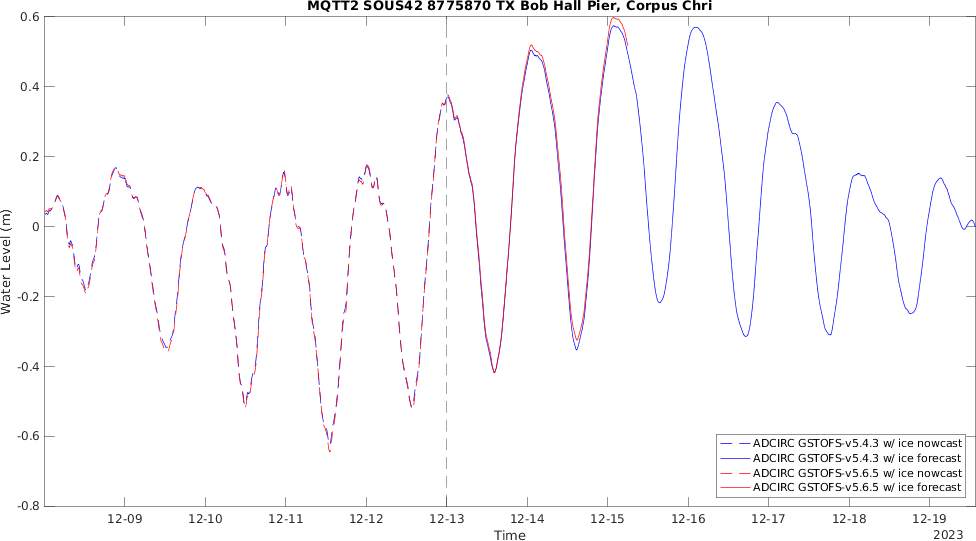 MQTT2 SOUS42 8775870 TX Bob Hall Pier, Corpus Chri
0.6
0.4
0.2
0
-0.2
-0.4
-0.6
-0.8
Water Level (m)
ADCIRC GSTOFS-v5.4.3 w/ ice nowcast
ADCIRC GSTOFS-v5.4.3 w/ ice forecast
ADCIRC GSTOFS-v5.6.5 w/ ice nowcast
ADCIRC GSTOFS-v5.6.5 w/ ice forecast
12-09 12-10 12-11 12-12 12-13 12-14 12-15 12-16 12-17 12-18 12-19
Time
2023